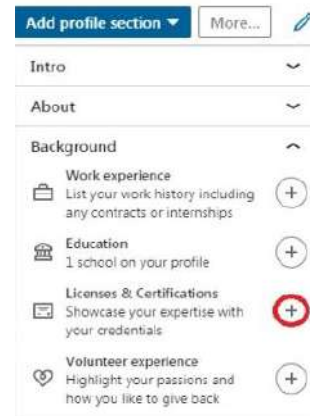 Add profile section More...
Intro
About
Background
Work experience
List your work history including
any contracts or internships
Education
1 school on your profile
Licenses & Certifications
Showcase your expertise with
your credentials
Volunteer experience
Highlight your passions and
how you like to give back